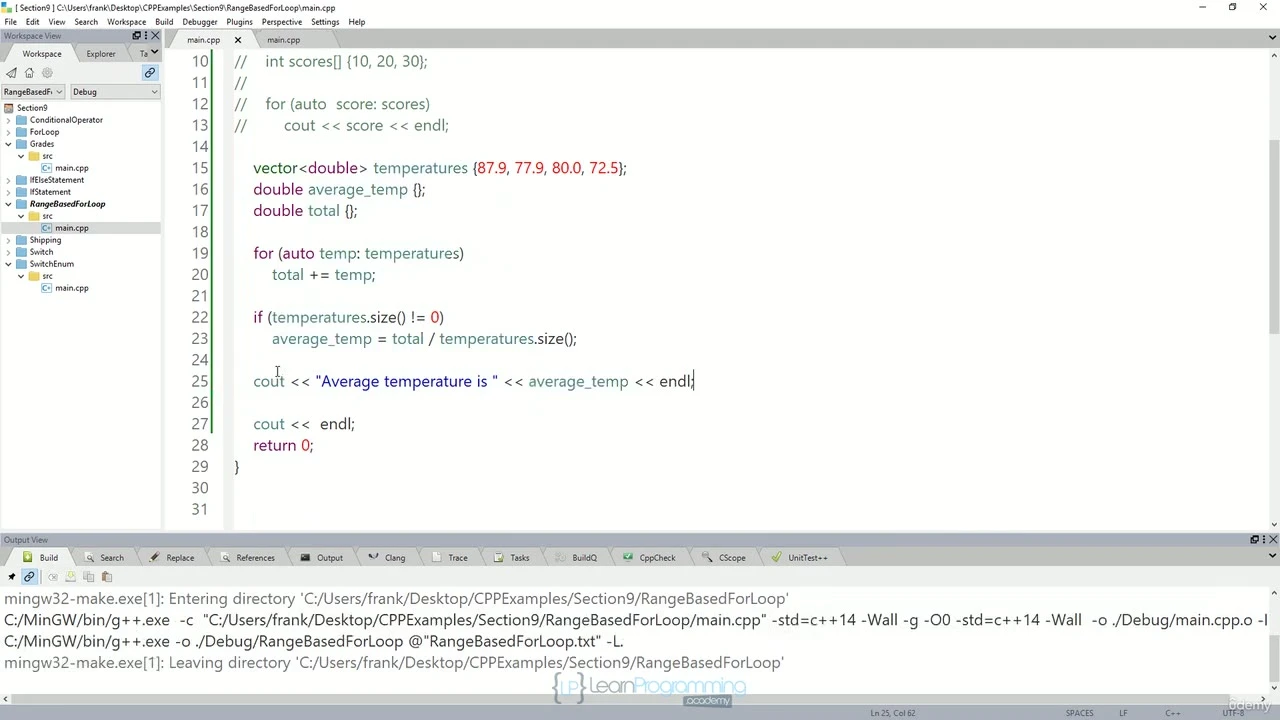 [ Section9 ] C:\Users\frank\Desktop\CPPExamples\Section9\RangeBasedForLoop\main.cpp
File Edit View Search Workspace Build Debugger Plugins Perspective Settings Help
Workspace View
Workspace Explorer Ta
RangeBasedF Debug
Section9
ConditionalOperator
ForLoop
Grades
src
main.cpp
IfElseStatement
IfStatement
RangeBasedForLoop
src
main.cpp
Shipping
Switch
SwitchEnum
src
main.cpp
main.cpp main.cpp
10 // int scores[] {10, 20, 30};
11 //
12 // for (auto score: scores)
13 // cout << score << endl;
14
15 vector<double> temperatures {87.9, 77.9, 80.0, 72.5};
16 double average_temp {};
17 double total {};
18
19 for (auto temp: temperatures)
20 total += temp;
21
22 if (temperatures.size() != 0)
23 average_temp = total / temperatures.size();
24
25 cout << "Average temperature is " << average_temp << endl;
26
27 cout << endl;
28 return 0;
29 }
30
31
Output View
Build Search Replace References Output Clang Trace Tasks BuildQ CppCheck CScope UnitTest++
mingw32-make.exe[1]: Entering directory 'C:/Users/frank/Desktop/CPPExamples/Section9/RangeBasedForLoop'
C:/MinGW/bin/g++.exe -c "C:/Users/frank/Desktop/CPPExamples/Section9/RangeBasedForLoop/main.cpp" -std=c++14 -Wall -g -O0 -std=c++14 -Wall -o ./Debug/main.cpp.o -I
C:/MinGW/bin/g++.exe -o ./Debug/RangeBasedForLoop @"RangeBasedForLoop.txt" -L.
mingw32-make.exe[1]: Leaving directory 'C:/Users/frank/Desktop/CPPExamples/Section9/RangeBasedForLoop'
{LP} LearnProgramming
.academy
Ln 25, Col 62 SPACES LF C++ UTF-8
ûdemy